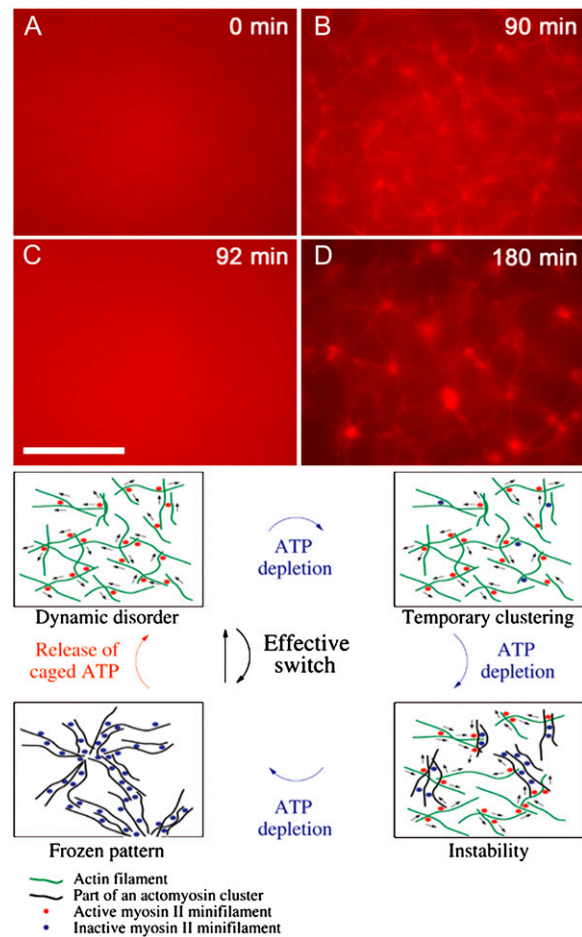 A
0 min
B
90 min
C
92 min
D
180 min
ATP
depletion
Dynamic disorder
Temporary clustering
Release of
caged ATP
Effective
switch
ATP
depletion
ATP
depletion
Frozen pattern
Instability
Actin filament
Part of an actomyosin cluster
Active myosin II minifilament
Inactive myosin II minifilament